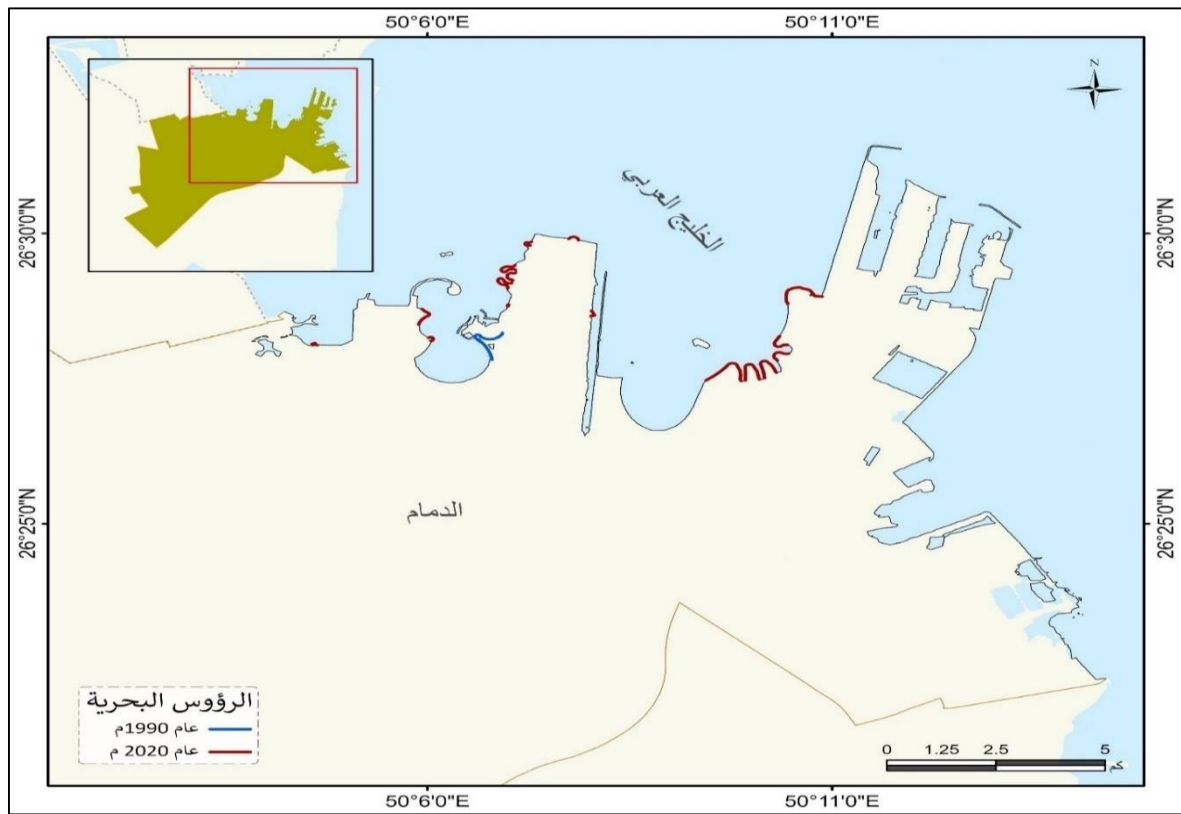 50°6'0"E
50°11'0"E
N
26°30'0"N
26°30'0"N
الخليج العربي
26°25'0"N
26°25'0"N
الدمام
الرؤوس البحرية
عام 1990م
عام 2020 م
0 1.25 2.5 5
كم
50°6'0"E
50°11'0"E